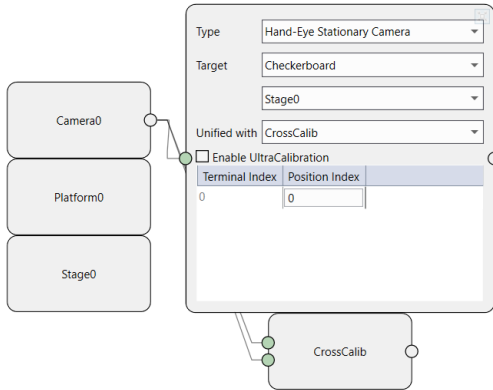 Type Hand-Eye Stationary Camera
Target Checkerboard
Stage0
Unified with CrossCalib
Enable UltraCalibration
Terminal Index Position Index
0 0
Camera0
Platform0
Stage0
CrossCalib